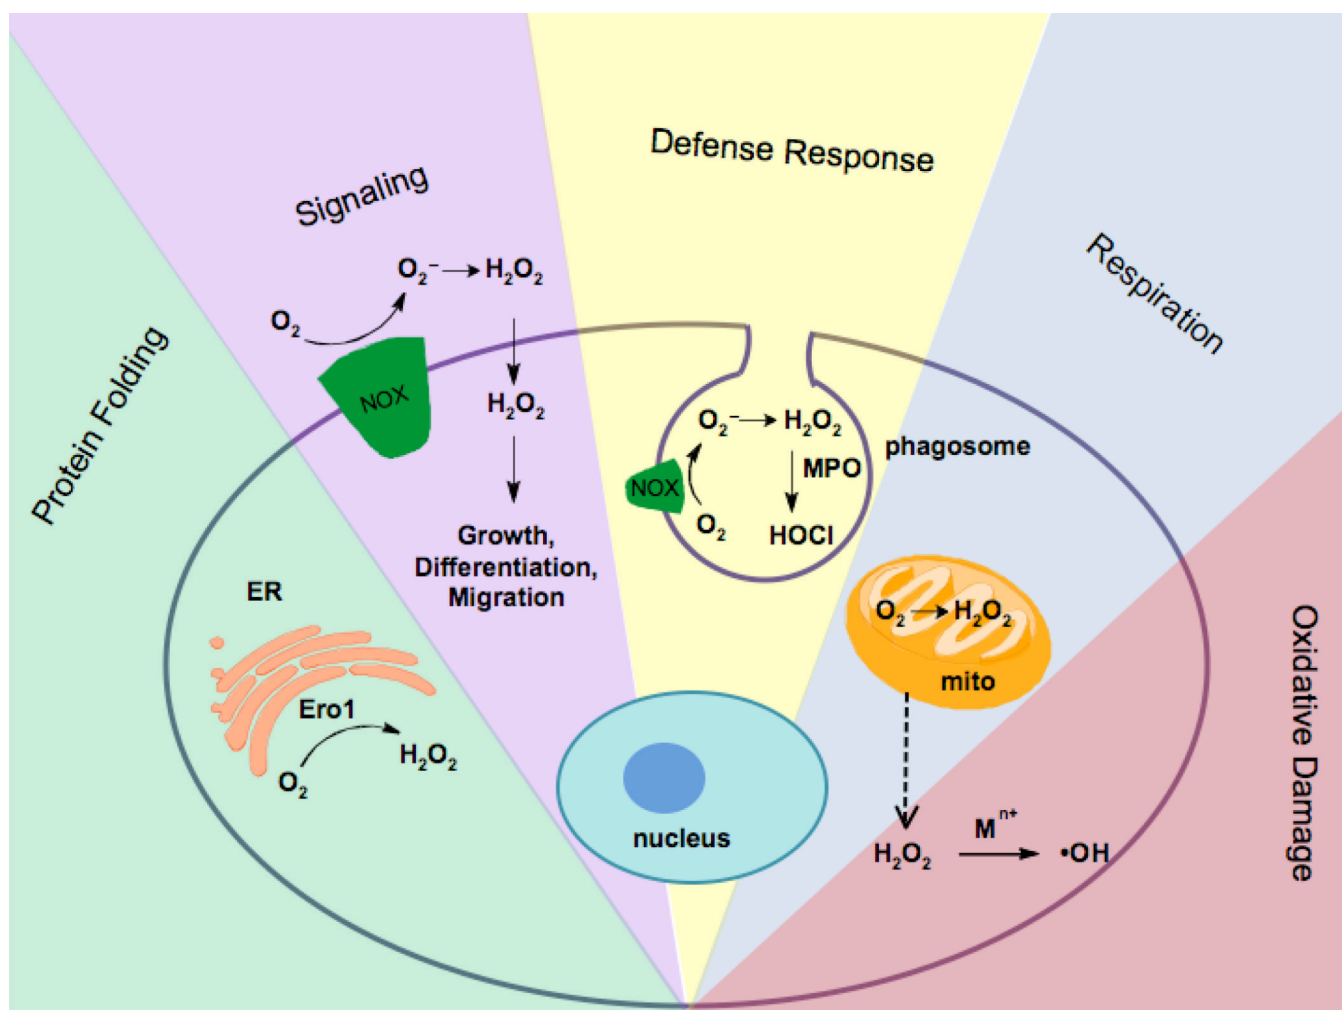 Protein Folding
ER
Ero1
O₂
H₂O₂
Signaling
O₂
O₂⁻ → H₂O₂
NOX
H₂O₂
Growth,
Differentiation,
Migration
Defense Response
O₂⁻ → H₂O₂
NOX
O₂
MPO
HOCl
phagosome
nucleus
Respiration
O₂ → H₂O₂
mito
Oxidative Damage
H₂O₂
Mⁿ⁺
•OH